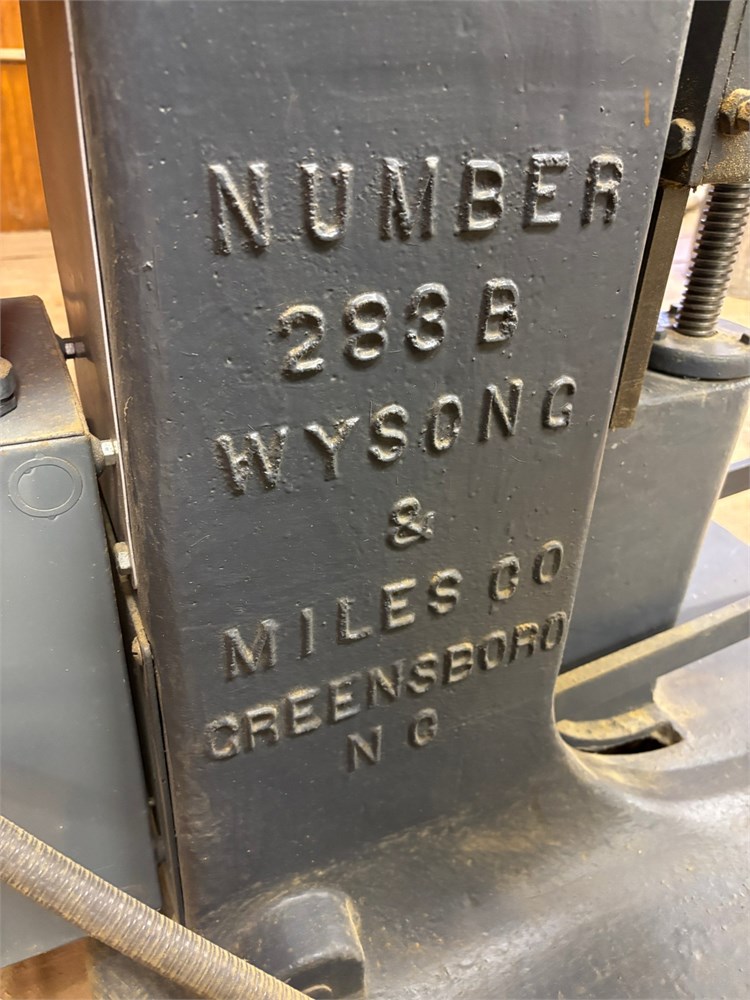 NUMBER
283 B
WYSONG
&
MILES CO
GREENSBORO
N C